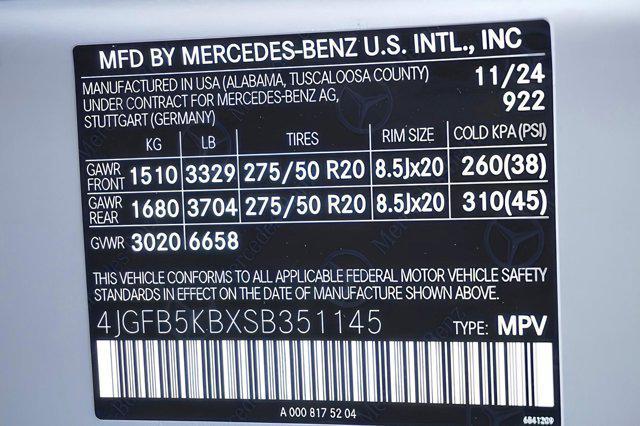 MFD BY MERCEDES-BENZ U.S. INTL., INC
MANUFACTURED IN USA (ALABAMA, TUSCALOOSA COUNTY) 11/24
UNDER CONTRACT FOR MERCEDES-BENZ AG, 922
STUTTGART (GERMANY)
KG LB TIRES RIM SIZE COLD KPA (PSI)
GAWR FRONT 1510 3329 275/50 R20 8.5Jx20 260(38)
GAWR REAR 1680 3704 275/50 R20 8.5Jx20 310(45)
GVWR 3020 6658
THIS VEHICLE CONFORMS TO ALL APPLICABLE FEDERAL MOTOR VEHICLE SAFETY
STANDARDS IN EFFECT ON THE DATE OF MANUFACTURE SHOWN ABOVE.
4JGFB5KBXSB351145 TYPE: MPV
A 000 817 52 04
6841209